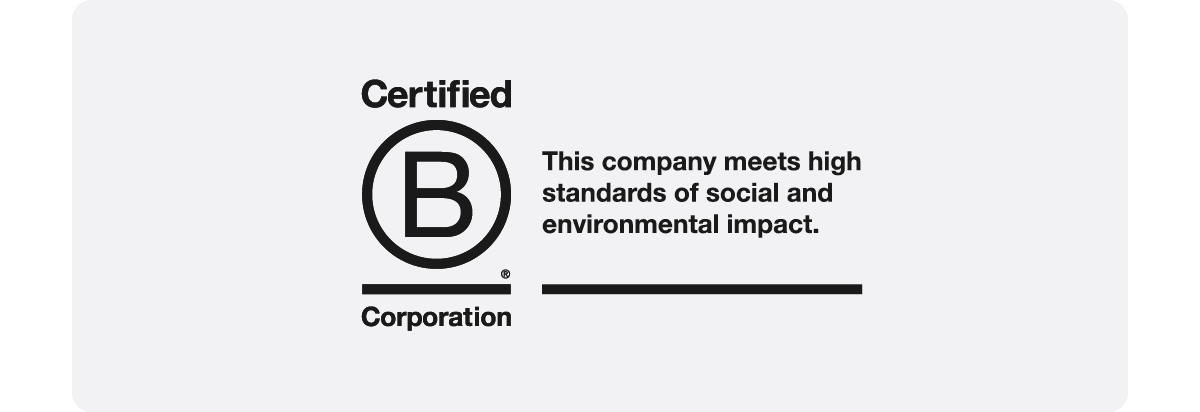 Certified
B
®
Corporation
This company meets high
standards of social and
environmental impact.